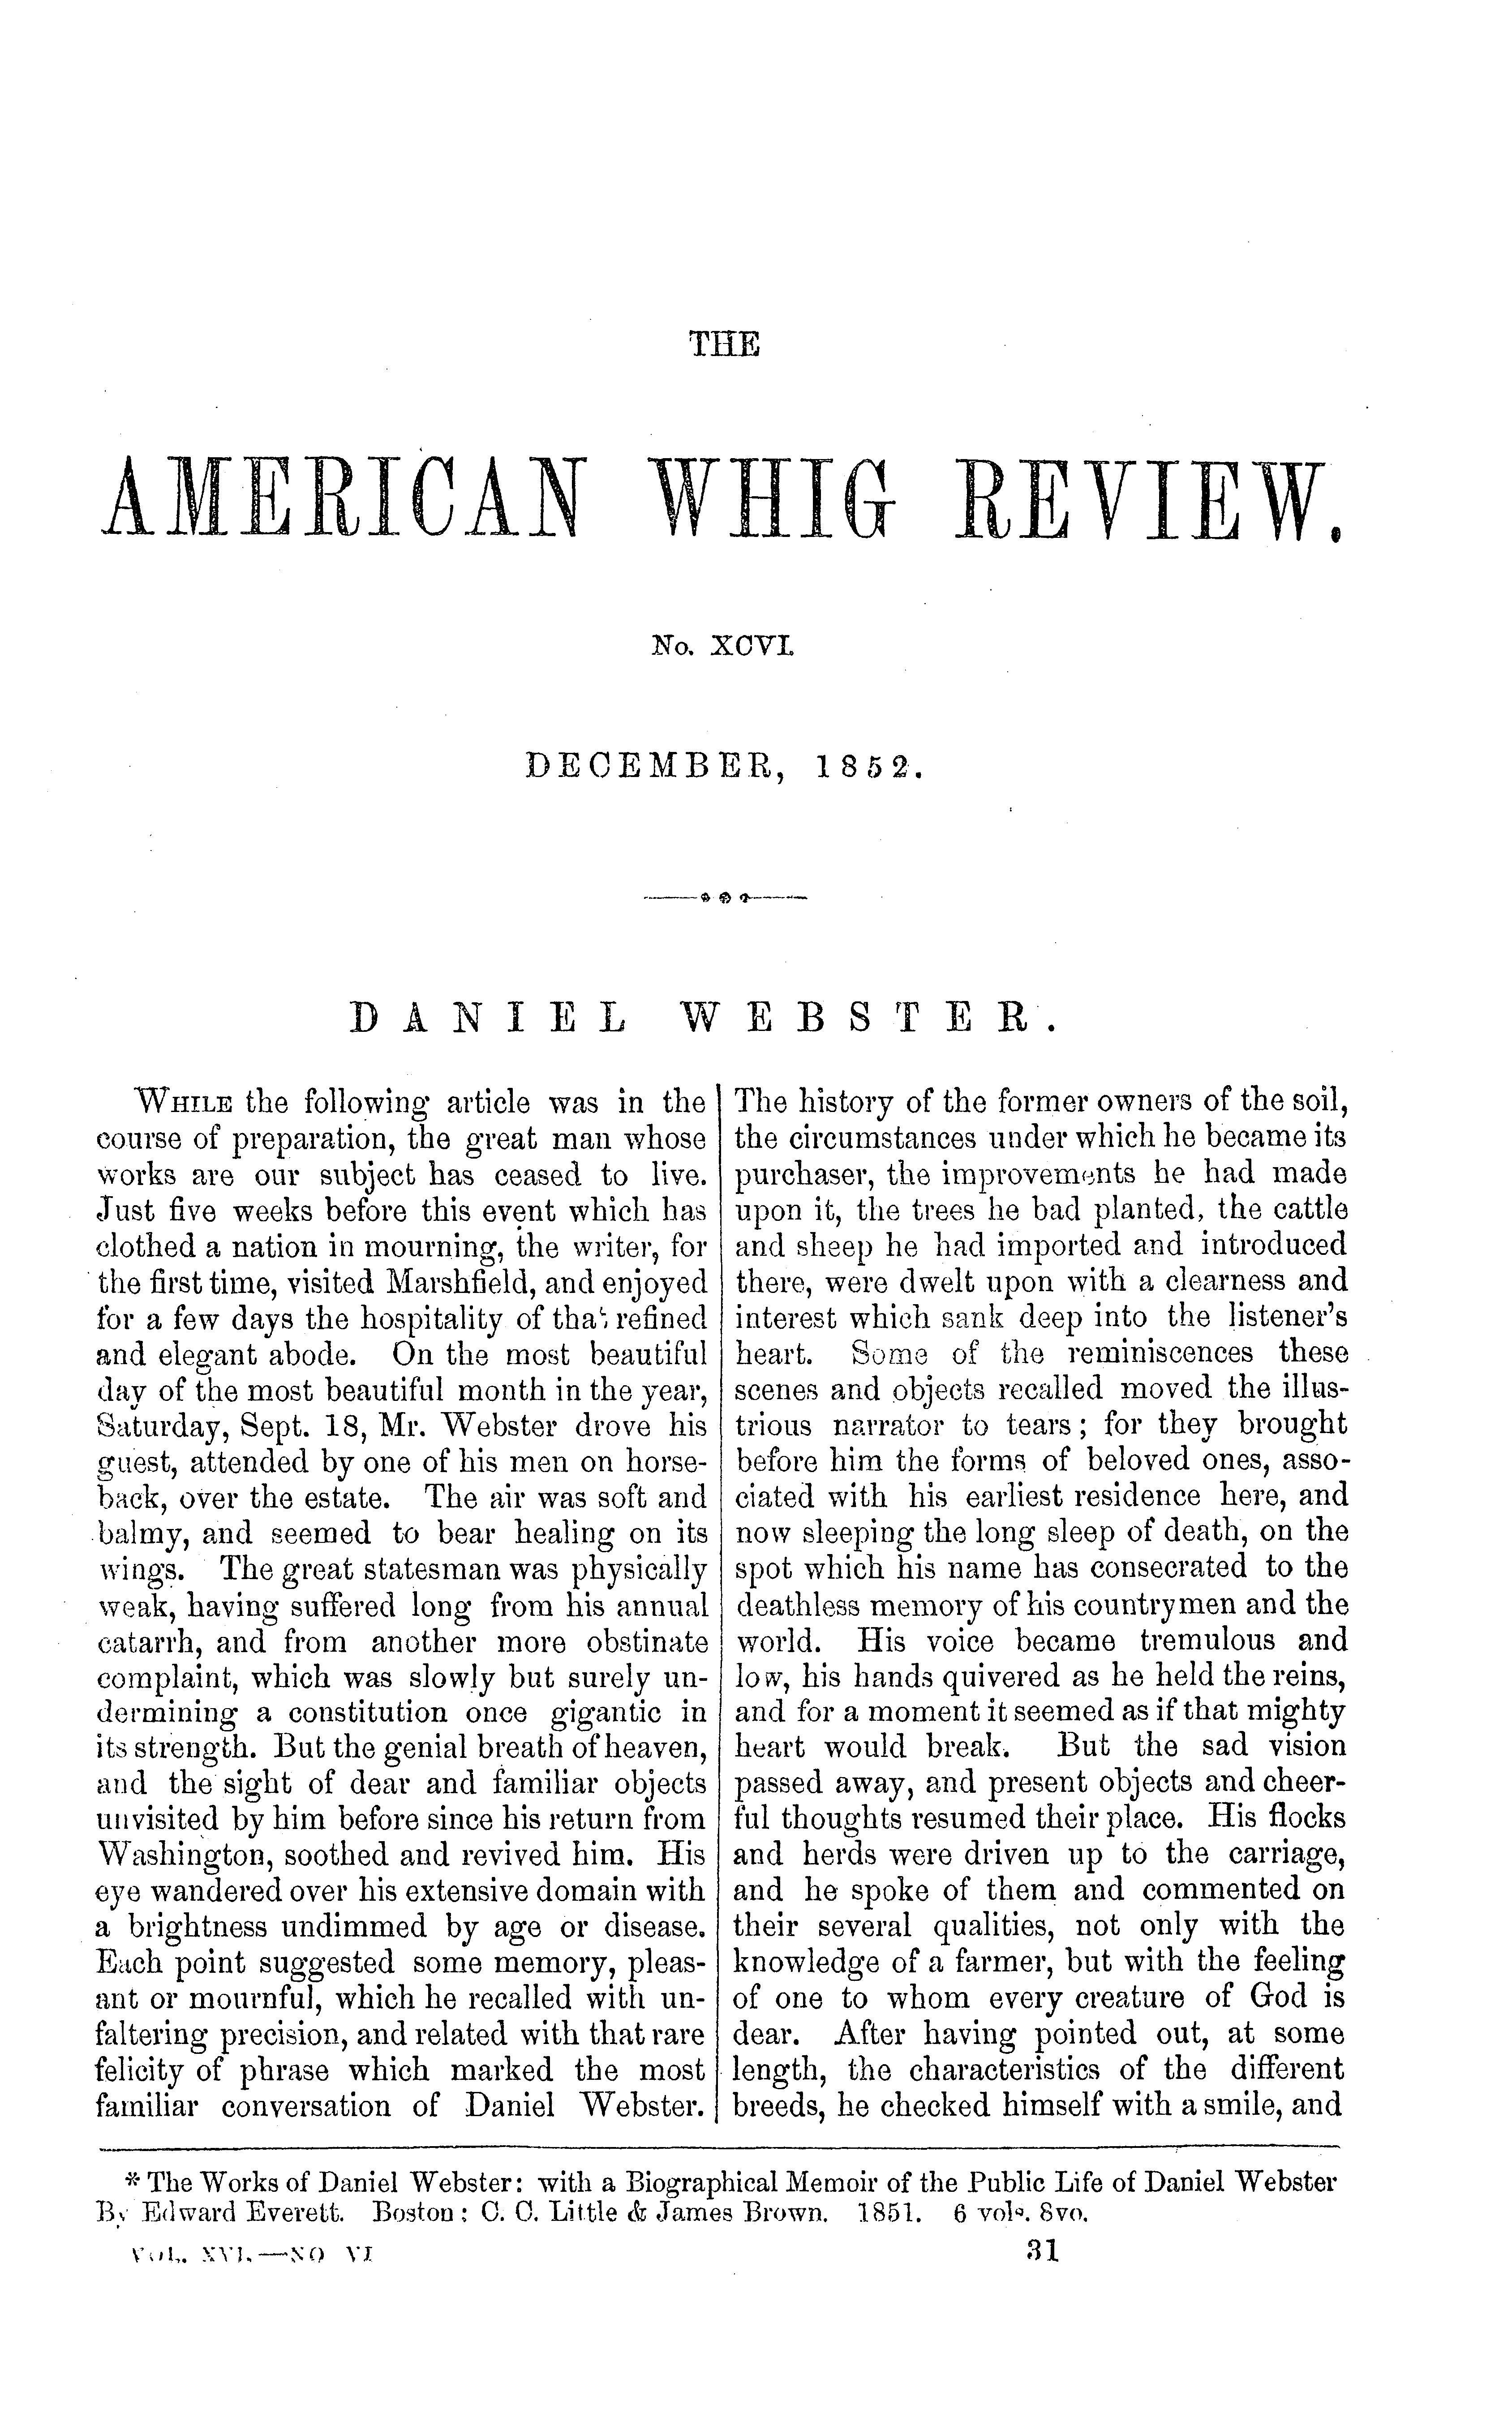 THE
AMERICAN WHIG REVIEW.
No. XCVI.
DECEMBER, 1852.
DANIEL WEBSTER.
WHILE the following article was in the
course of preparation, the great man whose
works are our subject has ceased to live.
Just five weeks before this event which has
clothed a nation in mourning, the writer, for
the first time, visited Marshfield, and enjoyed
for a few days the hospitality of that refined
and elegant abode. On the most beautiful
day of the most beautiful month in the year,
Saturday, Sept. 18, Mr. Webster drove his
guest, attended by one of his men on horse-
back, over the estate. The air was soft and
balmy, and seemed to bear healing on its
wings. The great statesman was physically
weak, having suffered long from his annual
catarrh, and from another more obstinate
complaint, which was slowly but surely un-
dermining a constitution once gigantic in
its strength. But the genial breath of heaven,
and the sight of dear and familiar objects
unvisited by him before since his return from
Washington, soothed and revived him. His
eye wandered over his extensive domain with
a brightness undimmed by age or disease.
Each point suggested some memory, pleas-
ant or mournful, which he recalled with un-
faltering precision, and related with that rare
felicity of phrase which marked the most
familiar conversation of Daniel Webster.
The history of the former owners of the soil,
the circumstances under which he became its
purchaser, the improvements he had made
upon it, the trees he bad planted, the cattle
and sheep he had imported and introduced
there, were dwelt upon with a clearness and
interest which sank deep into the listener's
heart. Some of the reminiscences these
scenes and objects recalled moved the illus-
trious narrator to tears; for they brought
before him the forms of beloved ones, asso-
ciated with his earliest residence here, and
now sleeping the long sleep of death, on the
spot which his name has consecrated to the
deathless memory of his countrymen and the
world. His voice became tremulous and
low, his hands quivered as he held the reins,
and for a moment it seemed as if that mighty
heart would break. But the sad vision
passed away, and present objects and cheer-
ful thoughts resumed their place. His flocks
and herds were driven up to the carriage,
and he spoke of them and commented on
their several qualities, not only with the
knowledge of a farmer, but with the feeling
of one to whom every creature of God is
dear. After having pointed out, at some
length, the characteristics of the different
breeds, he checked himself with a smile, and
* The Works of Daniel Webster: with a Biographical Memoir of the Public Life of Daniel Webster
By Edward Everett. Boston: C. C. Little & James Brown. 1851. 6 vols. 8vo.
VOL. XVI.—NO VI 31